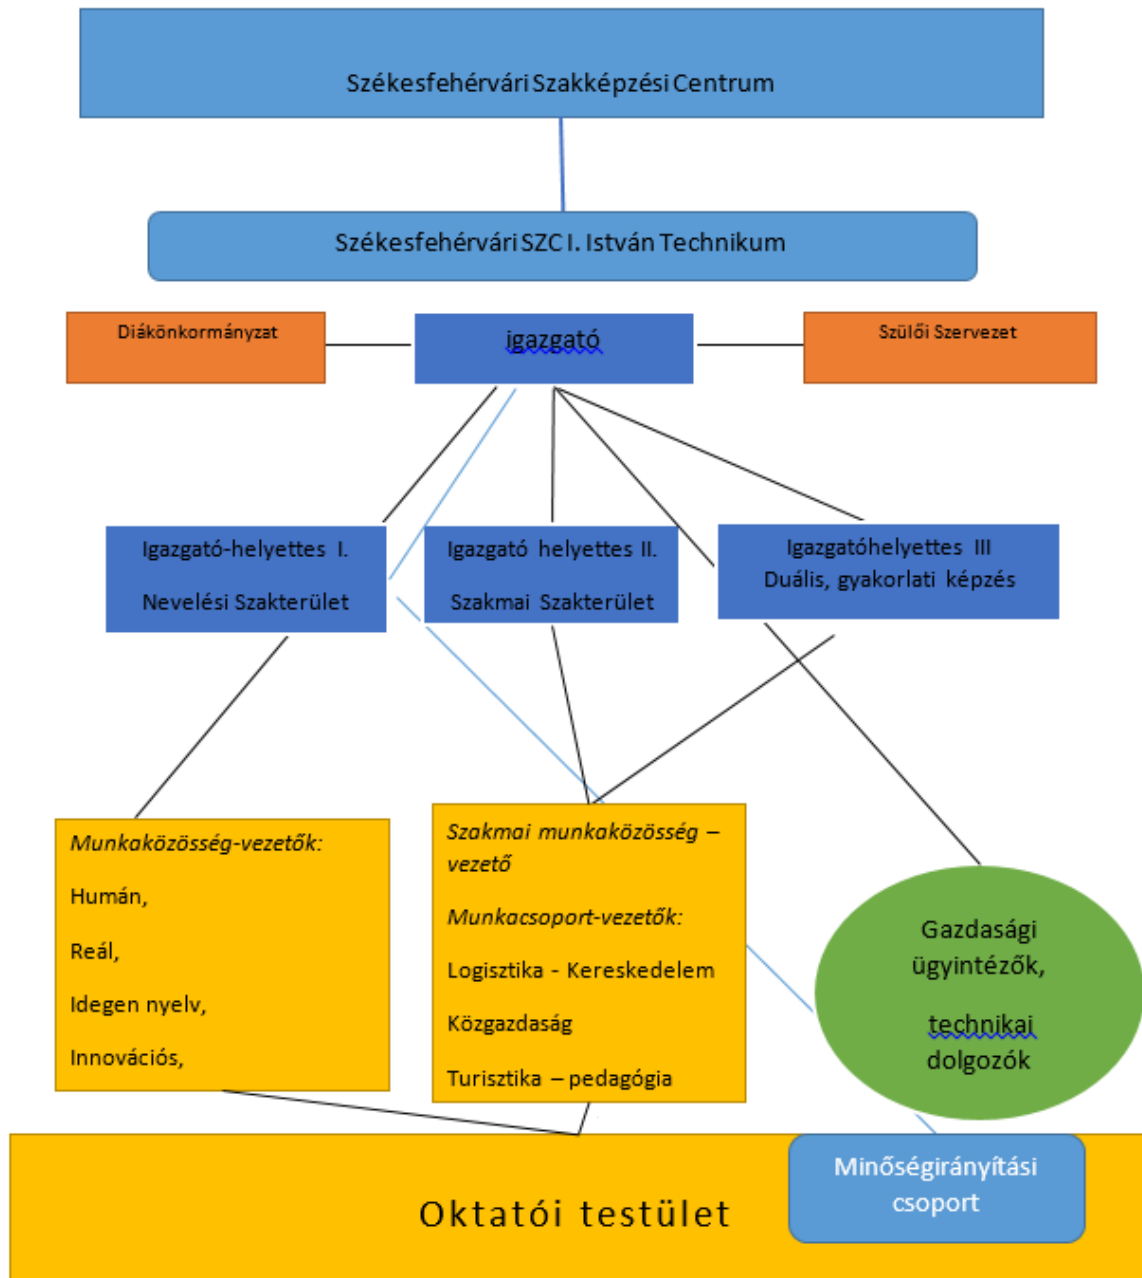 Székesfehérvári Szakképzési Centrum
Székesfehérvári SZC I. István Technikum
Diákönkormányzat
igazgató
Szülői Szervezet
Igazgató-helyettes I.
Nevelési Szakterület
Igazgató helyettes II.
Szakmai Szakterület
Igazgatóhelyettes III
Duális, gyakorlati képzés
Munkaközösség-vezetők:
Humán,
Reál,
Idegen nyelv,
Innovációs,
Szakmai munkaközösség –
vezető
Munkacsoport-vezetők:
Logisztika - Kereskedelem
Közgazdaság
Turisztika – pedagógia
Gazdasági
ügyintézők,
technikai
dolgozók
Minőségirányítási
csoport
Oktatói testület